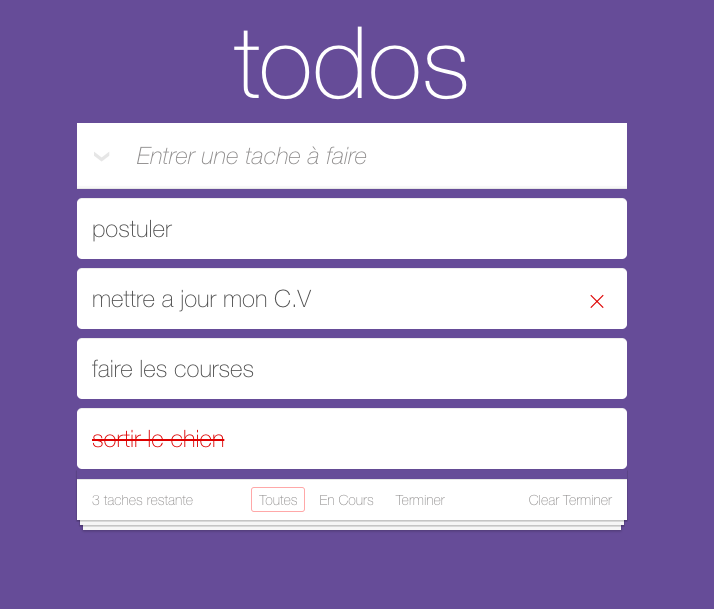 todos
Entrer une tache à faire
postuler
mettre a jour mon C.V
faire les courses
sortir le chien
3 taches restante Toutes En Cours Terminer Clear Terminer